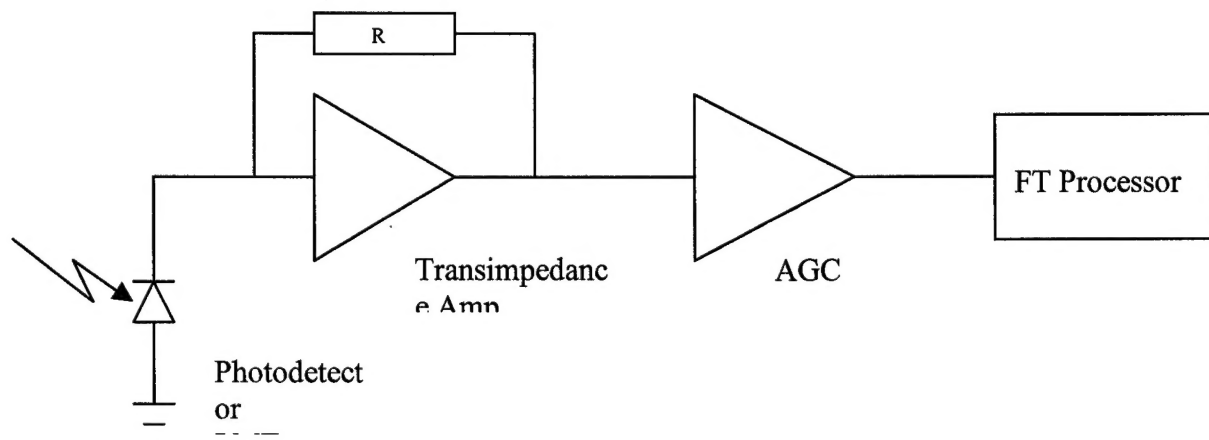 R
FT Processor
Transimpedanc
e Amp
AGC
Photodetect
or